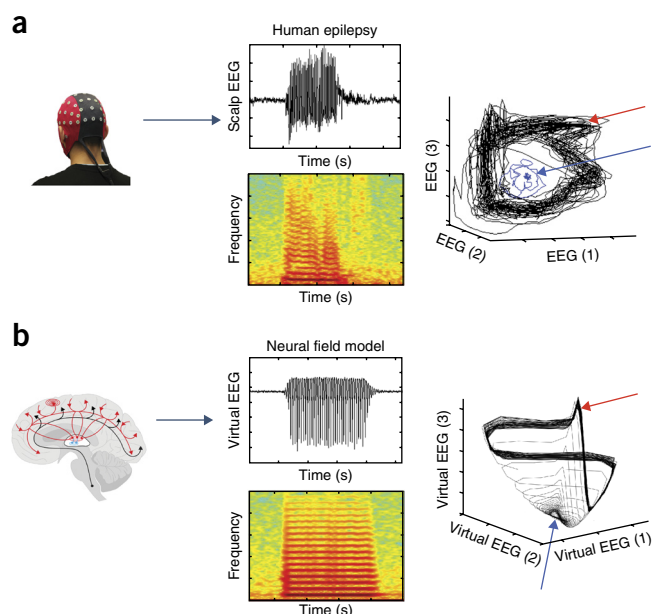 a
Human epilepsy
Scalp EEG
Time (s)
Frequency
Time (s)
EEG (3)
EEG (2)
EEG (1)
b
Neural field model
Virtual EEG
Time (s)
Frequency
Time (s)
Virtual EEG (3)
Virtual EEG (2)
Virtual EEG (1)